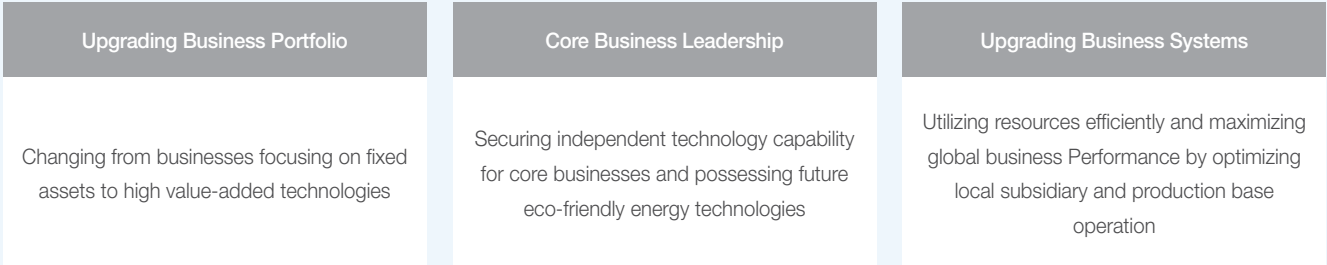 Upgrading Business Portfolio
Changing from businesses focusing on fixed
assets to high value-added technologies
Core Business Leadership
Securing independent technology capability
for core businesses and possessing future
eco-friendly energy technologies
Upgrading Business Systems
Utilizing resources efficiently and maximizing
global business Performance by optimizing
local subsidiary and production base
operation